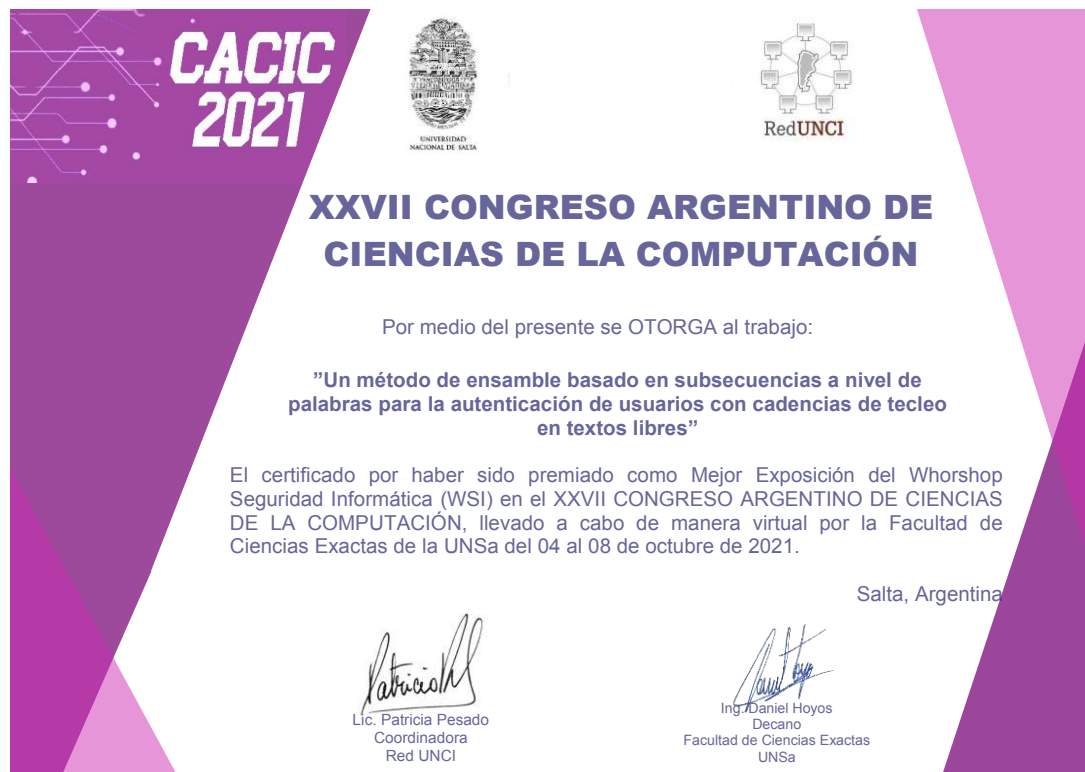 CACIC
2021
UNIVERSIDAD
NACIONAL DE SALTA
RedUNCI
XXVII CONGRESO ARGENTINO DE
CIENCIAS DE LA COMPUTACIÓN
Por medio del presente se OTORGA al trabajo:
”Un método de ensamble basado en subsecuencias a nivel de
palabras para la autenticación de usuarios con cadencias de tecleo
en textos libres”
El certificado por haber sido premiado como Mejor Exposición del Whorshop
Seguridad Informática (WSI) en el XXVII CONGRESO ARGENTINO DE CIENCIAS
DE LA COMPUTACIÓN, llevado a cabo de manera virtual por la Facultad de
Ciencias Exactas de la UNSa del 04 al 08 de octubre de 2021.
Salta, Argentina
Lic. Patricia Pesado
Coordinadora
Red UNCI
Ing. Daniel Hoyos
Decano
Facultad de Ciencias Exactas
UNSa